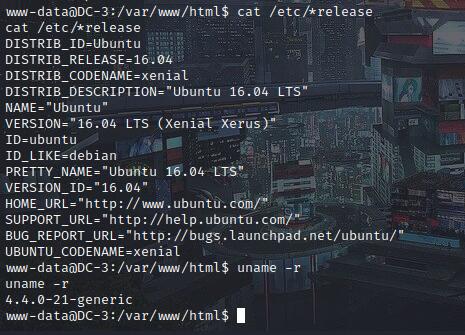 www-data@DC-3:/var/www/html$ cat /etc/*release
cat /etc/*release
DISTRIB_ID=Ubuntu
DISTRIB_RELEASE=16.04
DISTRIB_CODENAME=xenial
DISTRIB_DESCRIPTION="Ubuntu 16.04 LTS"
NAME="Ubuntu"
VERSION="16.04 LTS (Xenial Xerus)"
ID=ubuntu
ID_LIKE=debian
PRETTY_NAME="Ubuntu 16.04 LTS"
VERSION_ID="16.04"
HOME_URL="http://www.ubuntu.com/"
SUPPORT_URL="http://help.ubuntu.com/"
BUG_REPORT_URL="http://bugs.launchpad.net/ubuntu/"
UBUNTU_CODENAME=xenial
www-data@DC-3:/var/www/html$ uname -r
uname -r
4.4.0-21-generic
www-data@DC-3:/var/www/html$